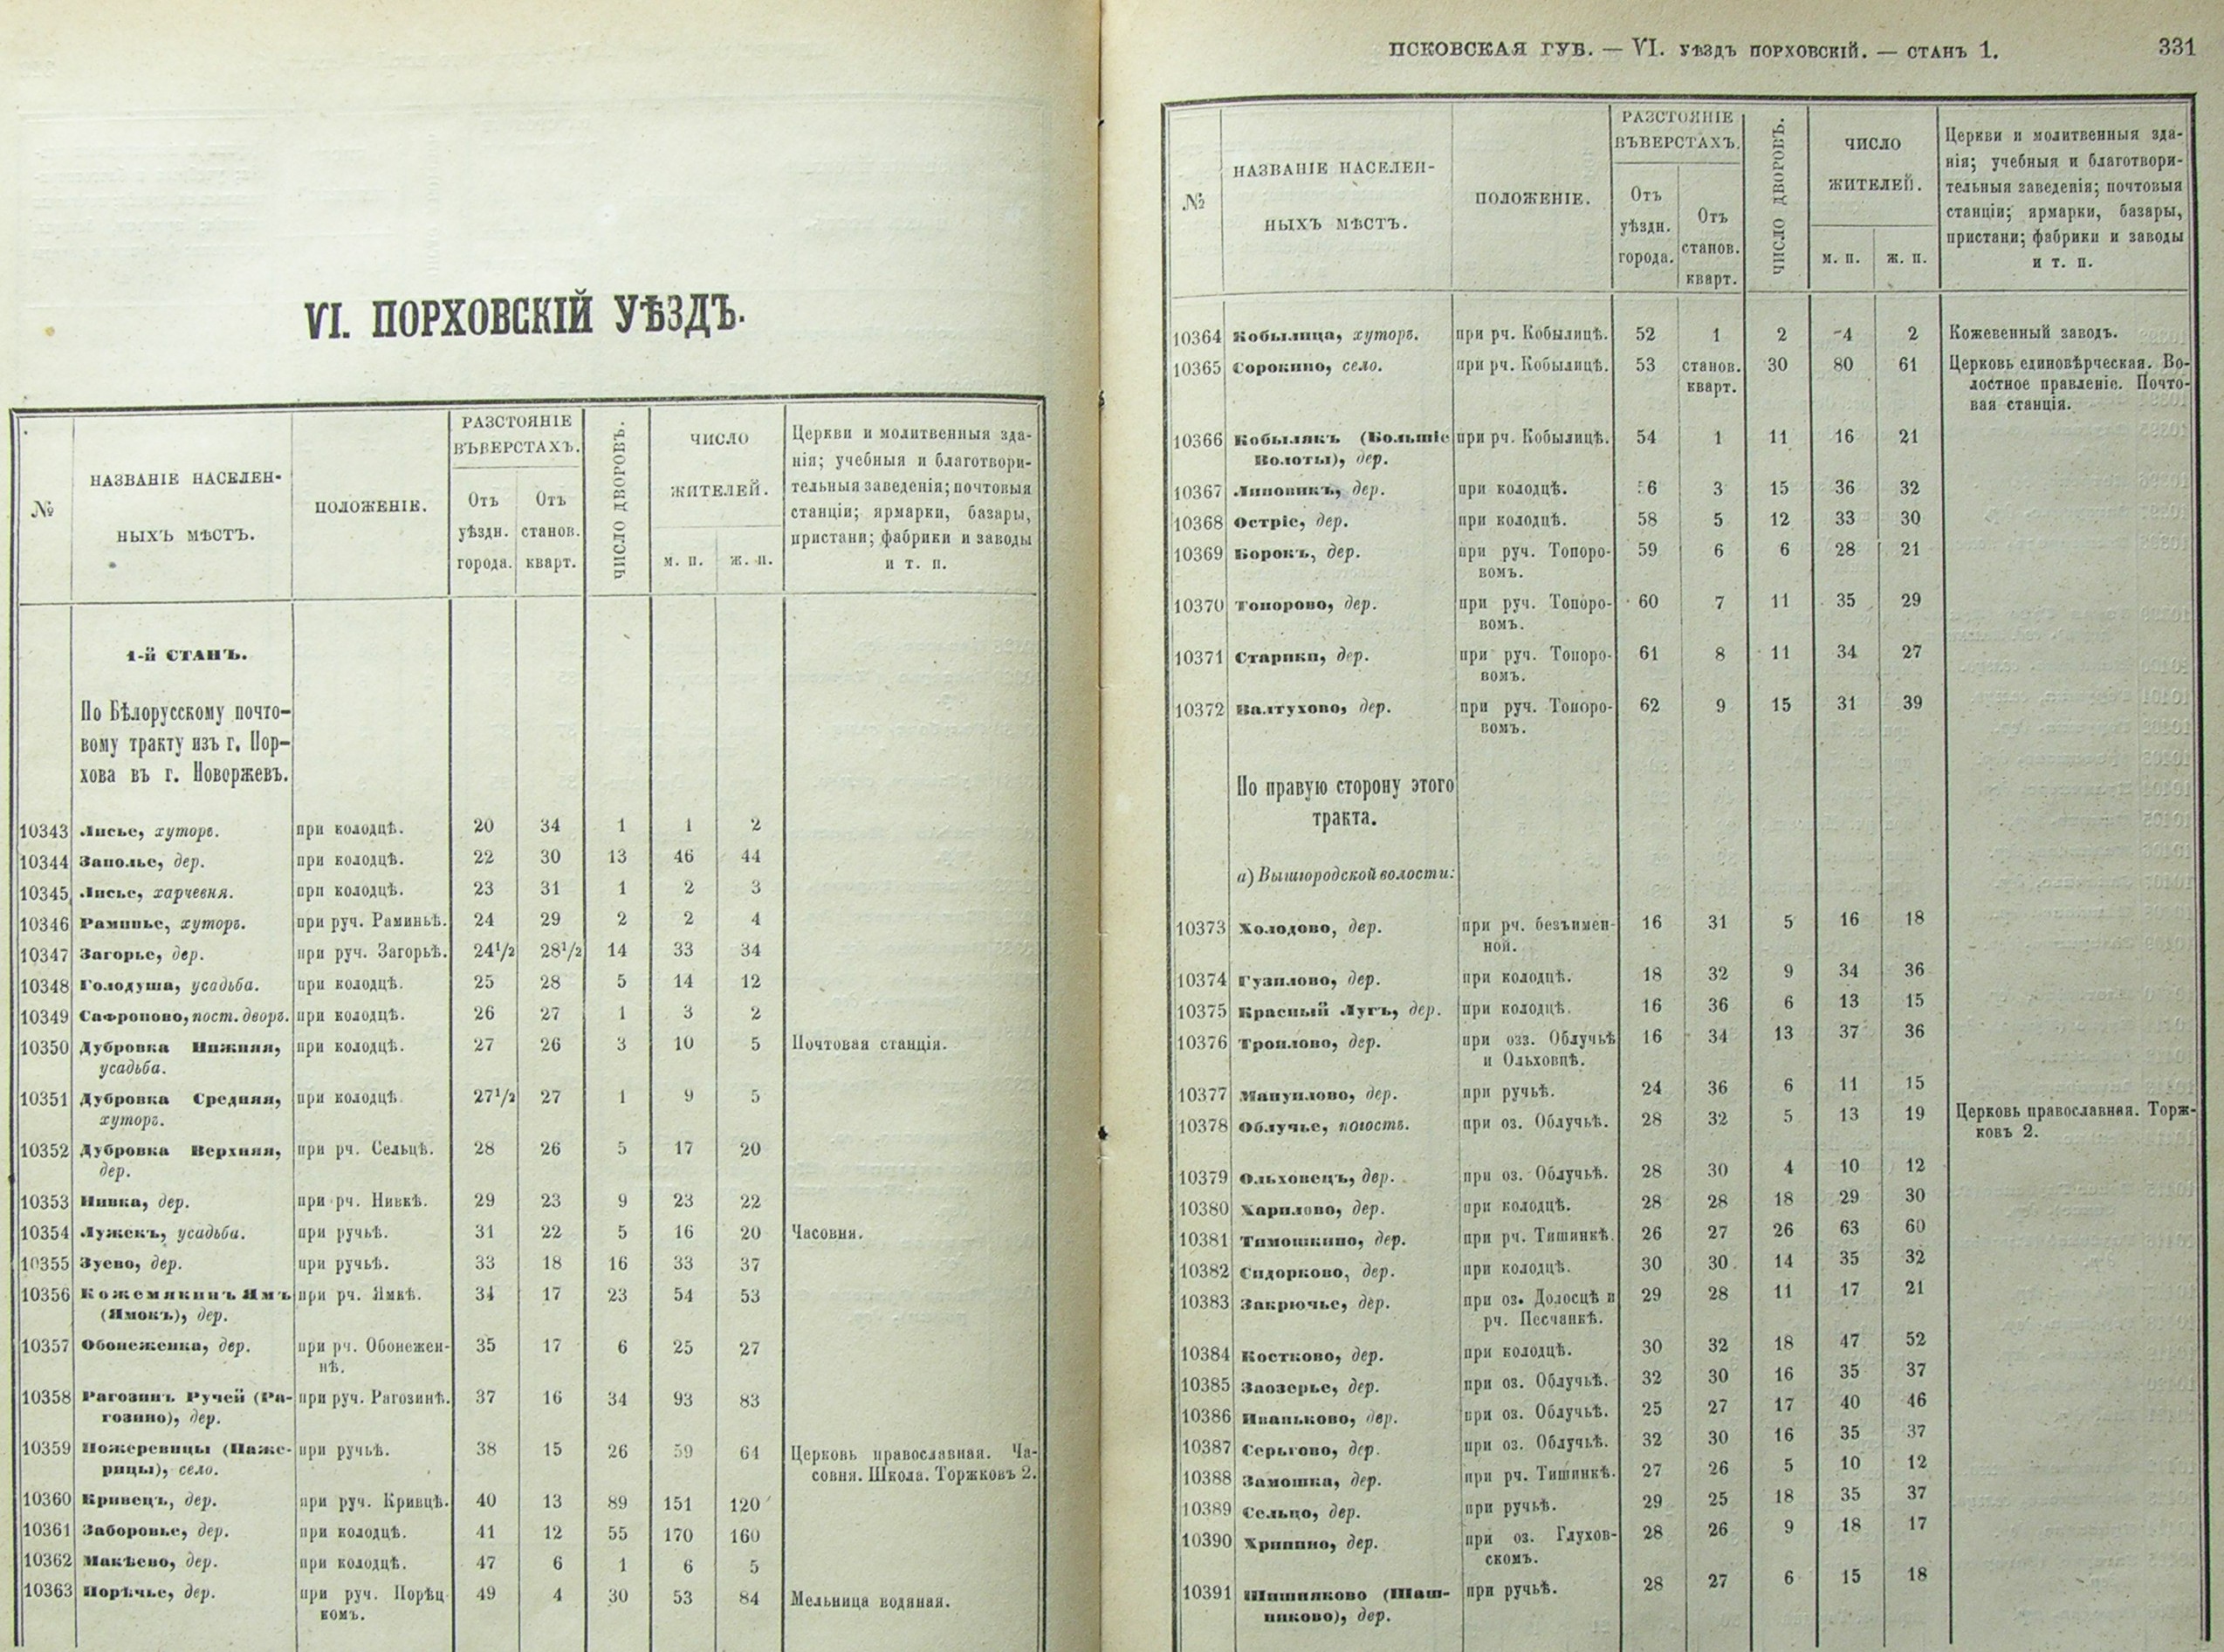 VI. ПОРХОВСКІЙ УѢЗДЪ.
№
НАЗВАНІЕ НАСЕЛЕН-
НЫХЪ МѢСТЪ.
ПОЛОЖЕНІЕ.
РАЗСТОЯНІЕ
ВЪ ВЕРСТАХЪ.
Отъ
уѣздн.
города.
Отъ
станов.
кварт.
ЧИСЛО ДВОРОВЪ.
ЧИСЛО
ЖИТЕЛЕЙ.
м. п.
ж. п.
Церкви и молитвенныя зда-
нія; учебныя и благотвори-
тельныя заведенія; почтовыя
станціи; ярмарки, базары,
пристани; фабрики и заводы
и т. п.
1-й СТАНЪ.
По Бѣлорусскому почто-
вому тракту изъ г. Пор-
хова въ г. Новоржевъ.
10343 Лисье, хуторъ. при колодцѣ. 20 34 1 1 2
10344 Заполье, дер. при колодцѣ. 22 30 13 46 44
10345 Лисье, харчевня. при колодцѣ. 23 31 1 2 3
10346 Раминье, хуторъ. при руч. Раминьѣ. 24 29 2 2 4
10347 Загорье, дер. при руч. Загорьѣ. 24½ 28½ 14 33 34
10348 Голодуша, усадьба. при колодцѣ. 25 28 5 14 12
10349 Сафроново, пост. дворъ. при колодцѣ. 26 27 1 3 2
10350 Дубровка Нижняя, при колодцѣ. 27 26 3 10 5 Почтовая станція.
усадьба.
10351 Дубровка Средняя, при колодцѣ. 27½ 27 1 9 5
хуторъ.
10352 Дубровка Верхняя, при рч. Сельцѣ. 28 26 5 17 20
дер.
10353 Нивка, дер. при рч. Нивкѣ. 29 23 9 23 22
10354 Лужекъ, усадьба. при ручьѣ. 31 22 5 16 20 Часовня.
10355 Зуево, дер. при ручьѣ. 33 18 16 33 37
10356 Кожемякинъ Ямъ при рч. Ямкѣ. 34 17 23 54 53
(Ямокъ), дер.
10357 Обонеженка, дер. при рч. Обонежен- 35 17 6 25 27
нѣ.
10358 Рагозинъ Ручей (Ра- при руч. Рагозинѣ. 37 16 34 93 83
гозино), дер.
10359 Ножеревицы (Наже- при ручьѣ. 38 15 26 59 64 Церковь православная. Ча-
рицы), село. совня. Школа. Торжковъ 2.
10360 Кривецъ, дер. при руч. Кривцѣ. 40 13 89 151 120
10361 Заборовье, дер. при колодцѣ. 41 12 55 170 160
10362 Макѣево, дер. при колодцѣ. 47 6 1 6 5
10363 Порѣчье, дер. при руч. Порѣц- 49 4 30 53 84 Мельница водяная.
комъ.
ПСКОВСКАЯ ГУБ. — VI. УѢЗДЪ ПОРХОВСКІЙ. — СТАНЪ 1. 331
№
НАЗВАНІЕ НАСЕЛЕН-
НЫХЪ МѢСТЪ.
ПОЛОЖЕНІЕ.
РАЗСТОЯНІЕ
ВЪ ВЕРСТАХЪ.
Отъ
уѣздн.
города.
Отъ
станов.
кварт.
ЧИСЛО ДВОРОВЪ.
ЧИСЛО
ЖИТЕЛЕЙ.
м. п.
ж. п.
Церкви и молитвенныя зда-
нія; учебныя и благотвори-
тельныя заведенія; почтовыя
станціи; ярмарки, базары,
пристани; фабрики и заводы
и т. п.
10364 Кобылица, хуторъ. при рч. Кобылицѣ. 52 1 2 4 2 Кожевенный заводъ.
10365 Сорокино, село. при рч. Кобылицѣ. 53 станов. 30 80 61 Церковь единовѣрческая. Во-
кварт. лостное правленіе. Почто-
вая станція.
10366 Кобылякъ (Большіе при рч. Кобылицѣ. 54 1 11 16 21
Волоты), дер.
10367 Липовикъ, дер. при колодцѣ. 56 3 15 36 32
10368 Острiе, дер. при колодцѣ. 58 5 12 33 30
10369 Борокъ, дер. при руч. Топоро- 59 6 6 28 21
вомъ.
10370 Топорово, дер. при руч. Топоро- 60 7 11 35 29
вомъ.
10371 Старики, дер. при руч. Топоро- 61 8 11 34 27
вомъ.
10372 Валтухово, дер. при руч. Топоро- 62 9 15 31 39
вомъ.
По правую сторону этого
тракта.
а) Вышгородской волости:
10373 Холодово, дер. при рч. безъимен- 16 31 5 16 18
ной.
10374 Гузилово, дер. при колодцѣ. 18 32 9 34 36
10375 Красный Лугъ, дер. при колодцѣ. 16 36 6 13 15
10376 Троилово, дер. при озз. Облучьѣ 16 34 13 37 36
и Ольховцѣ.
10377 Мануилово, дер. при ручьѣ. 24 36 6 11 15
10378 Облучье, погостъ. при оз. Облучьѣ. 28 32 5 13 19 Церковь православная. Торж-
ковъ 2.
10379 Ольховецъ, дер. при оз. Облучьѣ. 28 30 4 10 12
10380 Харилово, дер. при колодцѣ. 28 28 18 29 30
10381 Тимошкино, дер. при рч. Тишинкѣ. 26 27 26 63 60
10382 Сидорково, дер. при колодцѣ. 30 30 14 35 32
10383 Закрючье, дер. при оз. Долосцѣ и 29 28 11 17 21
рч. Песчанкѣ.
10384 Костково, дер. при колодцѣ. 30 32 18 47 52
10385 Заозерье, дер. при оз. Облучьѣ. 32 30 16 35 37
10386 Иваньково, дер. при оз. Облучьѣ. 25 27 17 40 46
10387 Серьгово, дер. при оз. Облучьѣ. 32 30 16 35 37
10388 Замошка, дер. при рч. Тишинкѣ. 27 26 5 10 12
10389 Сельцо, дер. при ручьѣ. 29 25 18 35 37
10390 Хрипино, дер. при оз. Глухов- 28 26 9 18 17
скомъ.
10391 Шишняково (Шаш- при ручьѣ. 28 27 6 15 18
никово), дер.